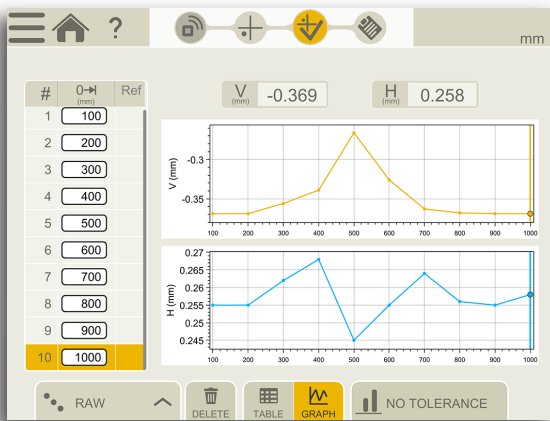 ?
mm
# 0 (mm) Ref
1 100
2 200
3 300
4 400
5 500
6 600
7 700
8 800
9 900
10 1000
V (mm) -0.369
H (mm) 0.258
V (mm)
-0.3
-0.35
100 200 300 400 500 600 700 800 900 1000
H (mm)
0.27
0.265
0.26
0.255
0.25
0.245
100 200 300 400 500 600 700 800 900 1000
RAW
DELETE
TABLE
GRAPH
NO TOLERANCE